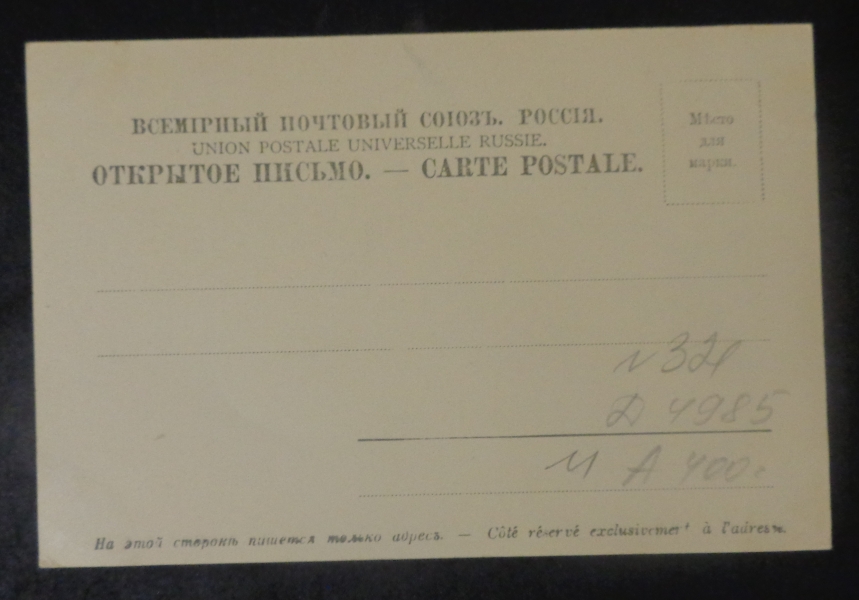 ВСЕМІРНЫЙ ПОЧТОВЫЙ СОЮЗЪ. РОССІЯ.
UNION POSTALE UNIVERSELLE RUSSIE.
ОТКРЫТОЕ ПИСЬМО. — CARTE POSTALE.
Мѣсто
для
марки.
Д 4985
А 400
На этой сторонѣ пишется только адресъ. — Côté réservé exclusivement à l'adresse.